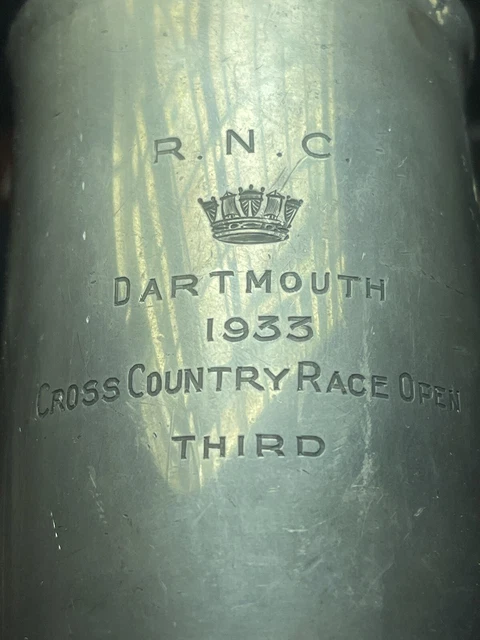 R.N.C.
DARTMOUTH
1933
CROSS COUNTRY RACE OPEN
THIRD